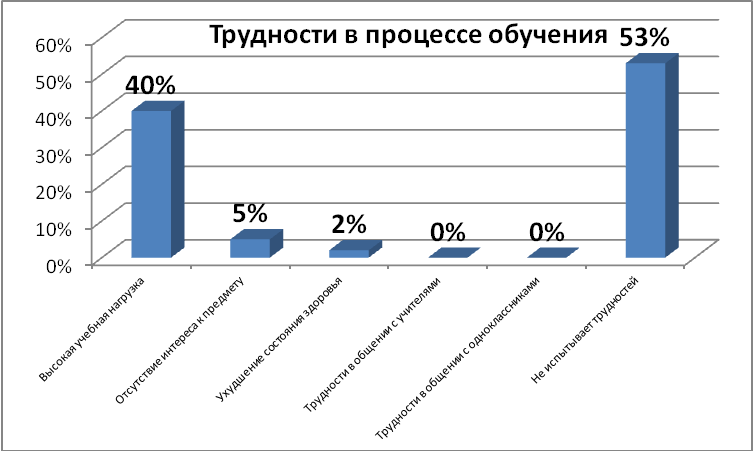 Трудности в процессе обучения
60%
50%
40%
30%
20%
10%
0%
40%
5%
2%
0%
0%
53%
Высокая учебная нагрузка
Отсутствие интереса к предмету
Ухудшение состояния здоровья
Трудности в общении с учителями
Трудности в общении с одноклассниками
Не испытывает трудностей